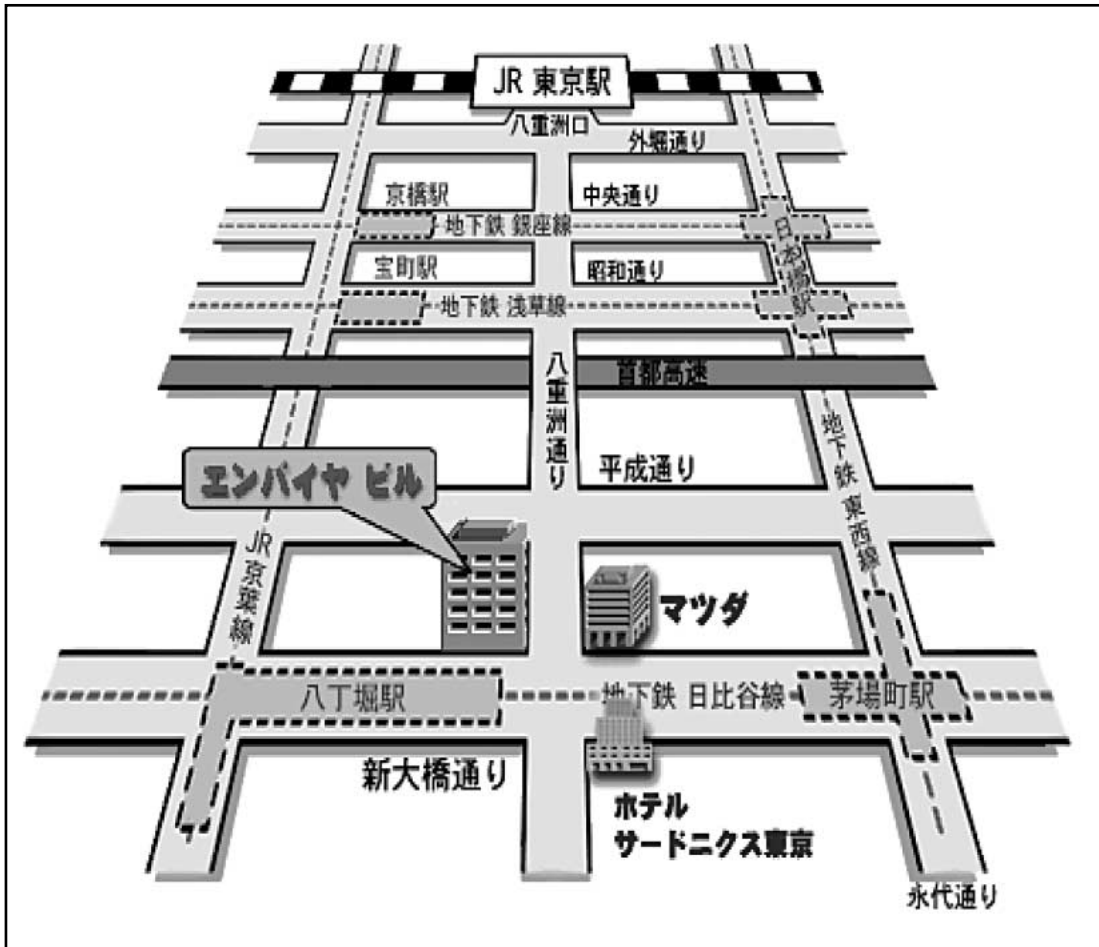 JR 東京駅
八重洲口
外堀通り
京橋駅
中央通り
地下鉄 銀座線
日本橋駅
宝町駅
昭和通り
地下鉄 浅草線
八重洲通り
首都高速
地下鉄 東西線
平成通り
エンパイヤ ビル
JR 京葉線
マツダ
八丁堀駅
地下鉄 日比谷線
茅場町駅
新大橋通り
ホテル
サードニクス東京
永代通り